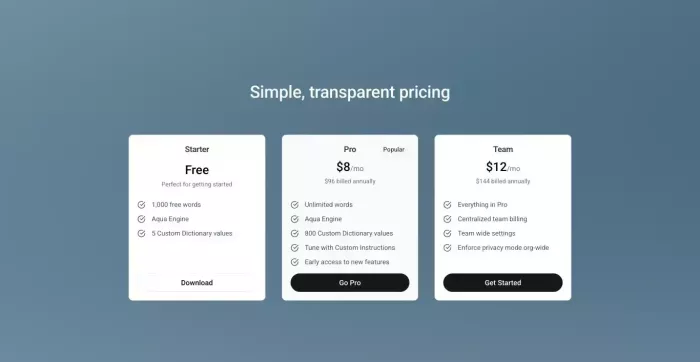 Simple, transparent pricing
Starter
Free
Perfect for getting started
1,000 free words
Aqua Engine
5 Custom Dictionary values
Download
Pro
Popular
$8/mo
$96 billed annually
Unlimited words
Aqua Engine
800 Custom Dictionary values
Tune with Custom Instructions
Early access to new features
Go Pro
Team
$12/mo
$144 billed annually
Everything in Pro
Centralized team billing
Team wide settings
Enforce privacy mode org-wide
Get Started